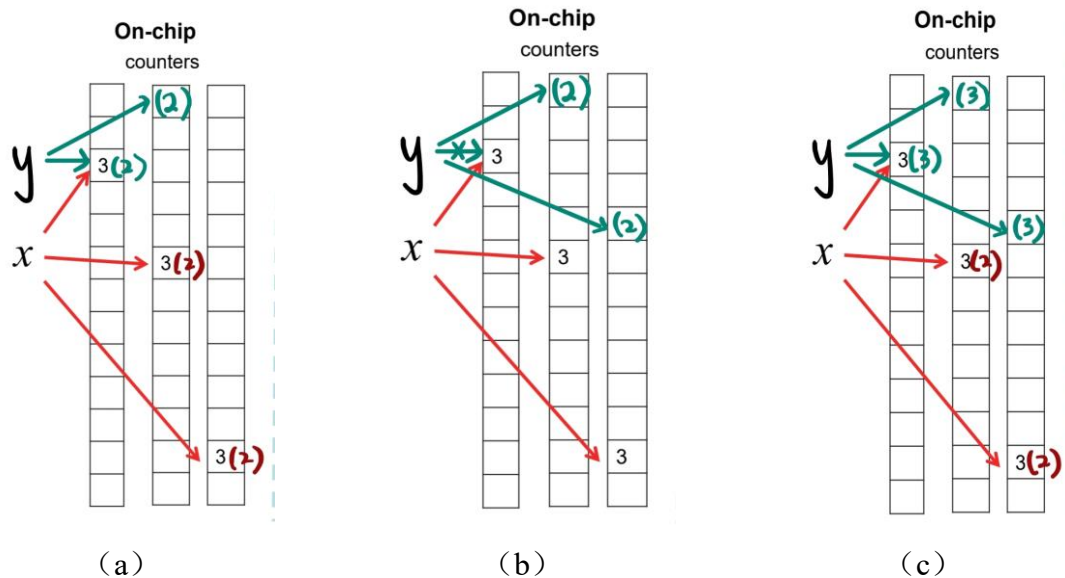 On-chip
counters
(2)
y
3(2)
x
3(2)
3(2)
(a)
On-chip
counters
(2)
y
3
(2)
x
3
3
(b)
On-chip
counters
(3)
y
3(3)
(3)
x
3(2)
3(2)
(c)